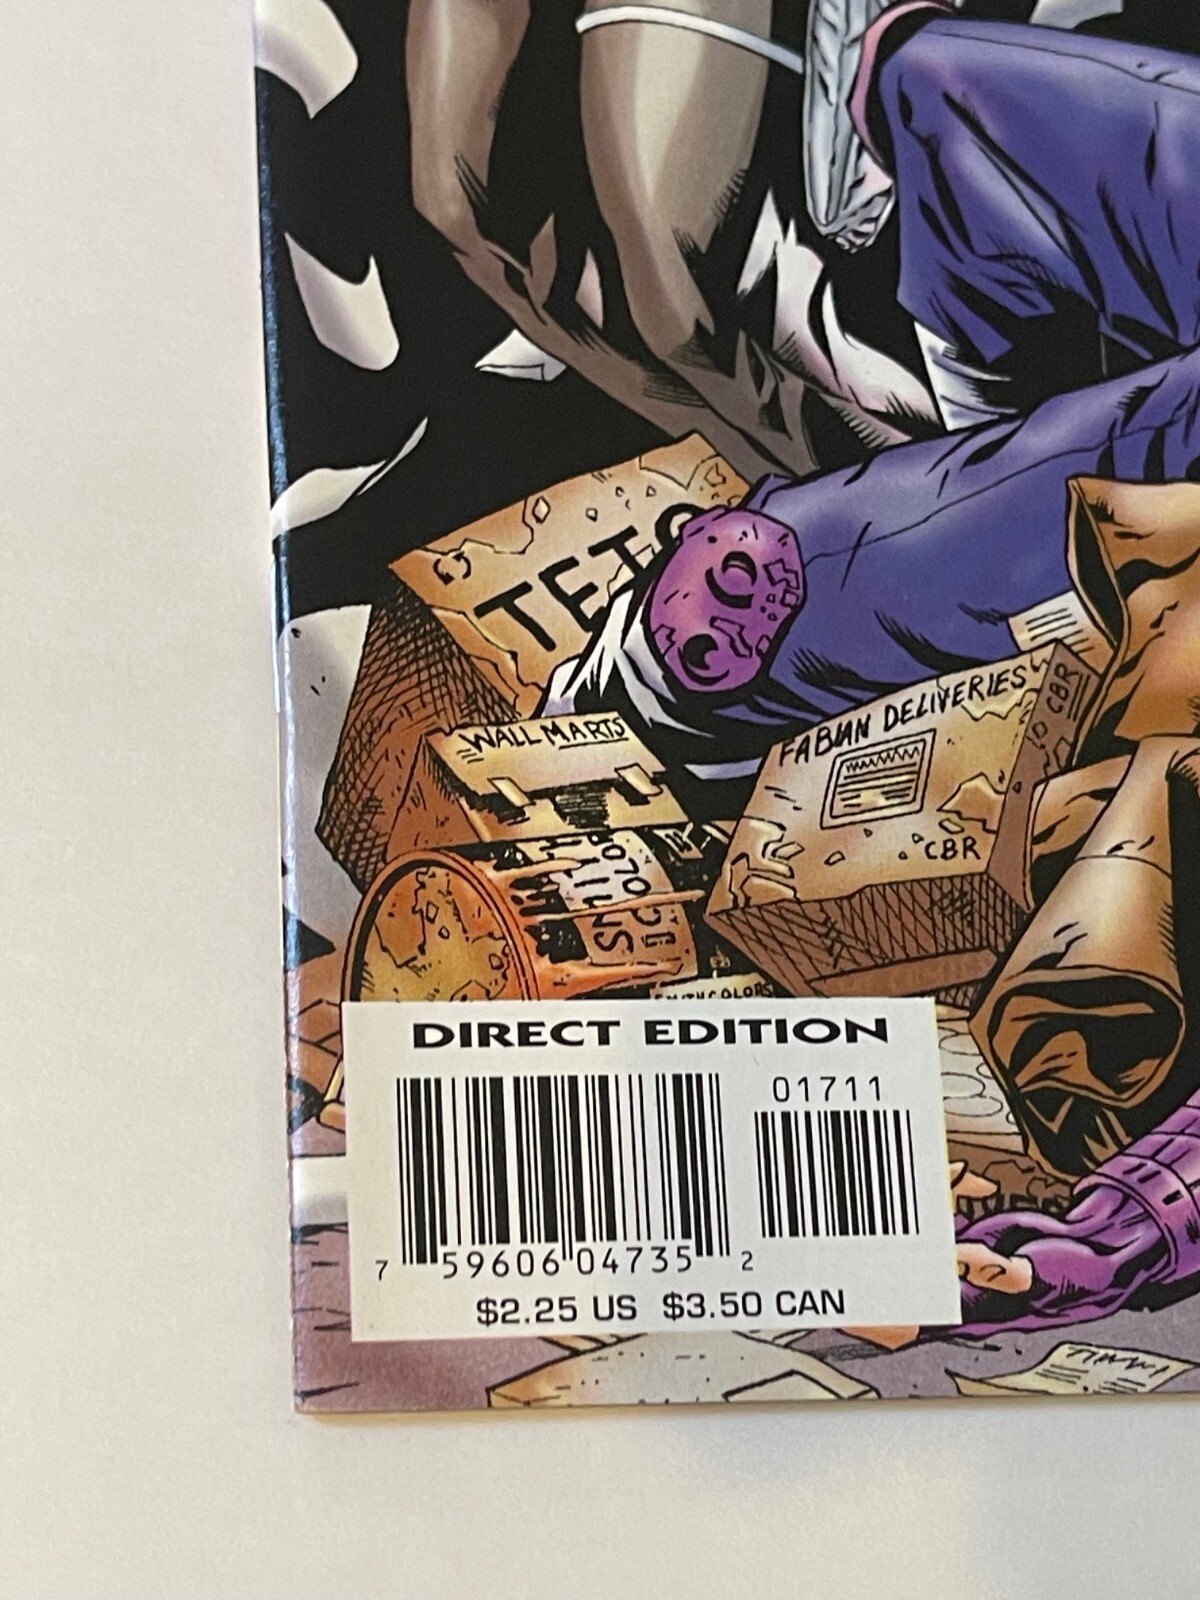 TETC
WALL MARTS
FABIAN DELIVERIES
CBR
CBR
DIRECT EDITION
01711
7 59606 04735 2
$2.25 US $3.50 CAN